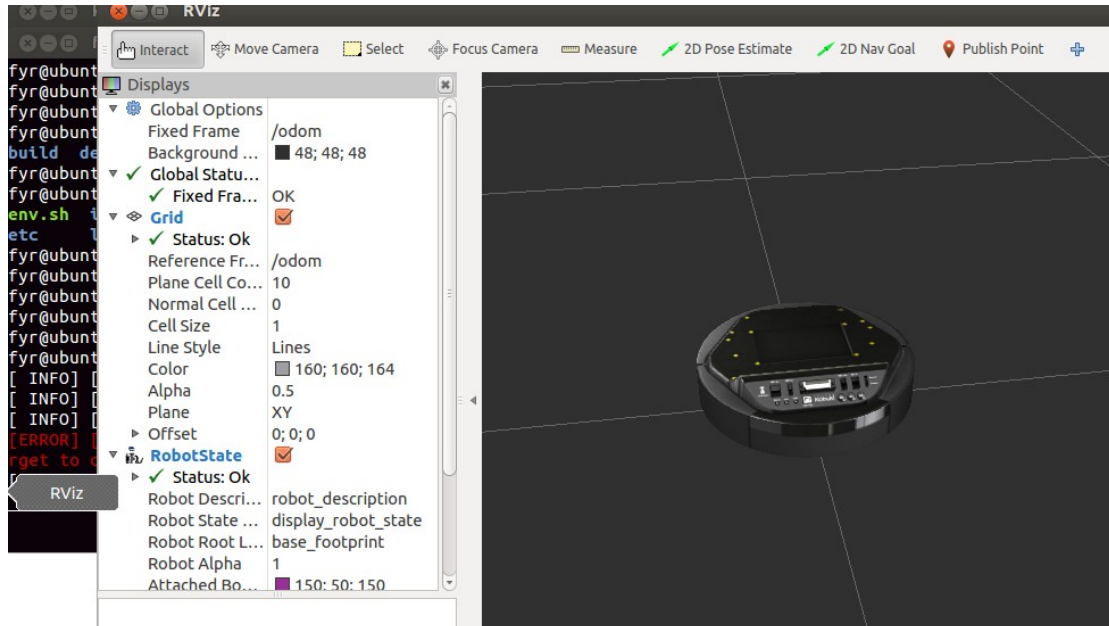 RViz
Interact Move Camera Select Focus Camera Measure 2D Pose Estimate 2D Nav Goal Publish Point
Displays
Global Options
Fixed Frame /odom
Background ... 48; 48; 48
Global Statu...
Fixed Fra... OK
Grid
Status: Ok
Reference Fr... /odom
Plane Cell Co... 10
Normal Cell ... 0
Cell Size 1
Line Style Lines
Color 160; 160; 164
Alpha 0.5
Plane XY
Offset 0; 0; 0
RobotState
Status: Ok
Robot Descri... robot_description
Robot State ... display_robot_state
Robot Root L... base_footprint
Robot Alpha 1
Attached Bo... 150; 50; 150
fyr@ubunt
fyr@ubunt
fyr@ubunt
fyr@ubunt
build de
fyr@ubunt
fyr@ubunt
env.sh i
etc l
fyr@ubunt
fyr@ubunt
fyr@ubunt
fyr@ubunt
fyr@ubunt
fyr@ubunt
[ INFO] [
[ INFO] [
[ INFO] [
[ERROR] [
rget to c
RViz
Kobuki